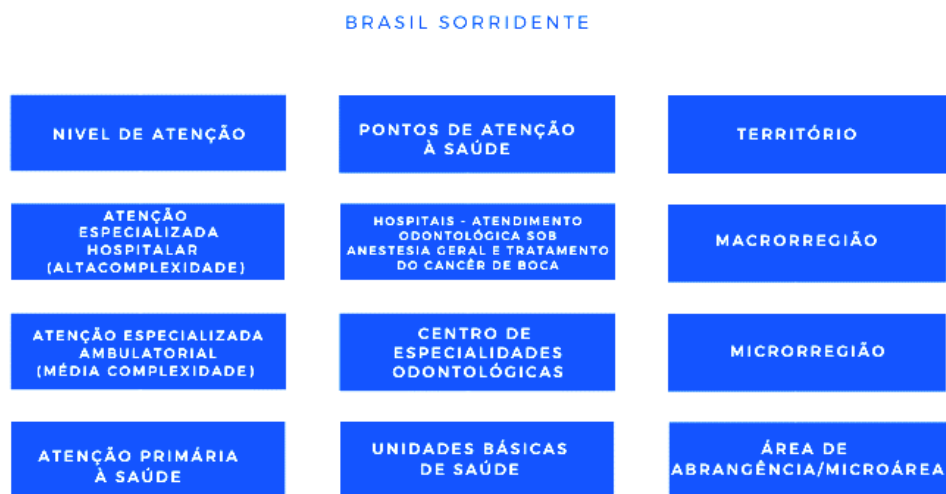 BRASIL SORRIDENTE
NIVEL DE ATENÇÃO
PONTOS DE ATENÇÃO
À SAÚDE
TERRITÓRIO
ATENÇÃO
ESPECIALIZADA
HOSPITALAR
(ALTACOMPLEXIDADE)
HOSPITAIS - ATENDIMENTO
ODONTOLÓGICA SOB
ANESTESIA GERAL E TRATAMENTO
DO CANCÊR DE BOCA
MACRORREGIÃO
ATENÇÃO ESPECIALIZADA
AMBULATORIAL
(MÉDIA COMPLEXIDADE)
CENTRO DE
ESPECIALIDADES
ODONTOLÓGICAS
MICRORREGIÃO
ATENÇÃO PRIMÁRIA
À SAÚDE
UNIDADES BÁSICAS
DE SAÚDE
ÁREA DE
ABRANGÊNCIA/MICROÁREA